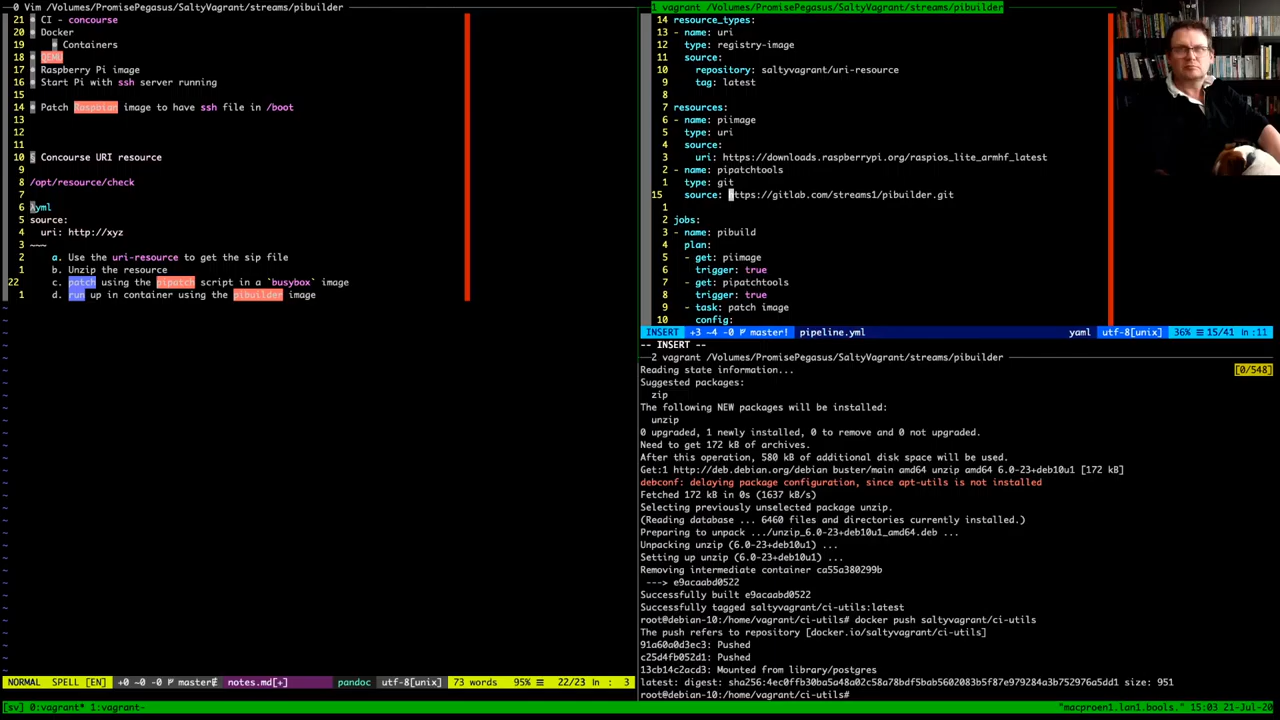 0 Vim /Volumes/PromisePegasus/SaltyVagrant/streams/pibuilder
21 CI - concourse
20 Docker
19 Containers
18 QEMU
17 Raspberry Pi image
16 Start Pi with ssh server running
15
14 Patch Raspbian image to have ssh file in /boot
13
12
11
10 § Concourse URI resource
9
8 /opt/resource/check
7
6 λyml
5 source:
4 uri: http://xyz
3 ~~~
2 a. Use the uri-resource to get the sip file
1 b. Unzip the resource
22 c. patch using the pipatch script in a `busybox` image
1 d. run up in container using the pibuilder image
NORMAL SPELL [EN] +0 ~0 -0 master notes.md[+] pandoc utf-8[unix] 73 words 95% 22/23 ln : 3
1 vagrant /Volumes/PromisePegasus/SaltyVagrant/streams/pibuilder
14 resource_types:
13 - name: uri
12 type: registry-image
11 source:
10 repository: saltyvagrant/uri-resource
9 tag: latest
8
7 resources:
6 - name: piimage
5 type: uri
4 source:
3 uri: https://downloads.raspberrypi.org/raspios_lite_armhf_latest
2 - name: pipatchtools
1 type: git
15 source: https://gitlab.com/streams1/pibuilder.git
1
2 jobs:
3 - name: pibuild
4 plan:
5 - get: piimage
6 trigger: true
7 - get: pipatchtools
8 trigger: true
9 - task: patch image
10 config:
INSERT +3 ~4 -0 master! pipeline.yml yaml utf-8[unix] 36% 15/41 ln :11
-- INSERT --
2 vagrant /Volumes/PromisePegasus/SaltyVagrant/streams/pibuilder
Reading state information... [0/548]
Suggested packages:
zip
The following NEW packages will be installed:
unzip
0 upgraded, 1 newly installed, 0 to remove and 0 not upgraded.
Need to get 172 kB of archives.
After this operation, 580 kB of additional disk space will be used.
Get:1 http://deb.debian.org/debian buster/main amd64 unzip amd64 6.0-23+deb10u1 [172 kB]
debconf: delaying package configuration, since apt-utils is not installed
Fetched 172 kB in 0s (1637 kB/s)
Selecting previously unselected package unzip.
(Reading database ... 6460 files and directories currently installed.)
Preparing to unpack .../unzip_6.0-23+deb10u1_amd64.deb ...
Unpacking unzip (6.0-23+deb10u1) ...
Setting up unzip (6.0-23+deb10u1) ...
Removing intermediate container ca55a380299b
---> e9acaabd0522
Successfully built e9acaabd0522
Successfully tagged saltyvagrant/ci-utils:latest
root@debian-10:/home/vagrant/ci-utils# docker push saltyvagrant/ci-utils
The push refers to repository [docker.io/saltyvagrant/ci-utils]
91a60a0d3ec3: Pushed
c25d4fb052d1: Pushed
13cb14c2acd3: Mounted from library/postgres
latest: digest: sha256:4ec0ffb30ba5a48a02c58a78bdf5bab5602083b5f87e979284a3b752976a5dd1 size: 951
root@debian-10:/home/vagrant/ci-utils#
[sv] 0:vagrant* 1:vagrant- "macproen1.lan1.bools." 15:03 21-Jul-20